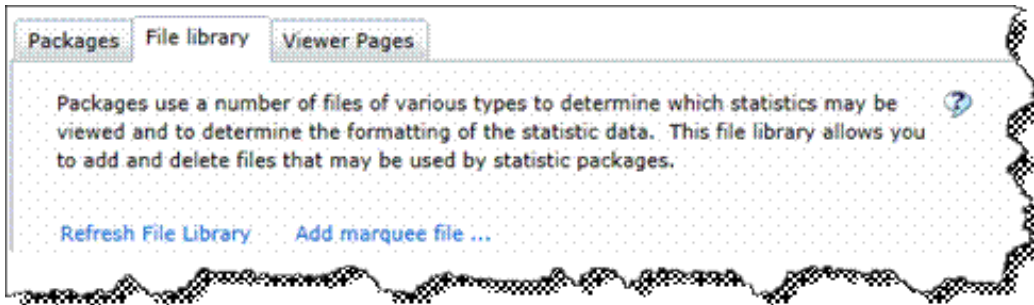 Packages File library Viewer Pages
Packages use a number of files of various types to determine which statistics may be
viewed and to determine the formatting of the statistic data. This file library allows you
to add and delete files that may be used by statistic packages.
Refresh File Library Add marquee file ...